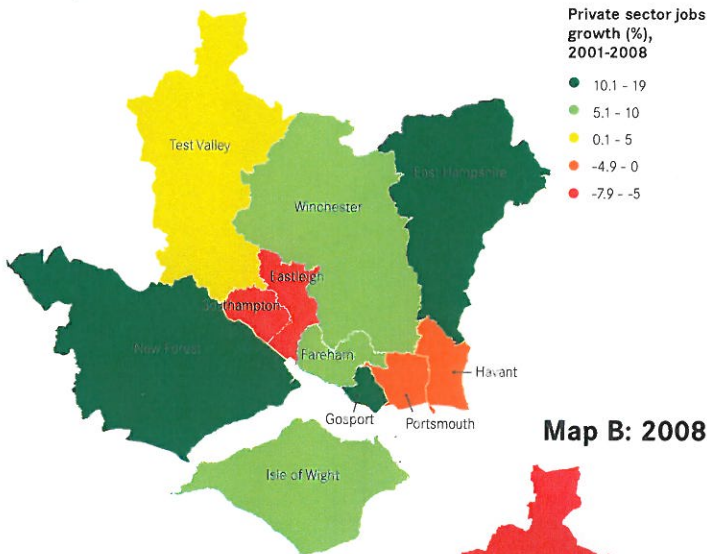 Private sector jobs
growth (%),
2001-2008
10.1 - 19
5.1 - 10
0.1 - 5
-4.9 - 0
-7.9 - -5
Test Valley
East Hampshire
Winchester
Eastleigh
Southampton
New Forest
Fareham
Havant
Gosport
Portsmouth
Map B: 2008
Isle of Wight